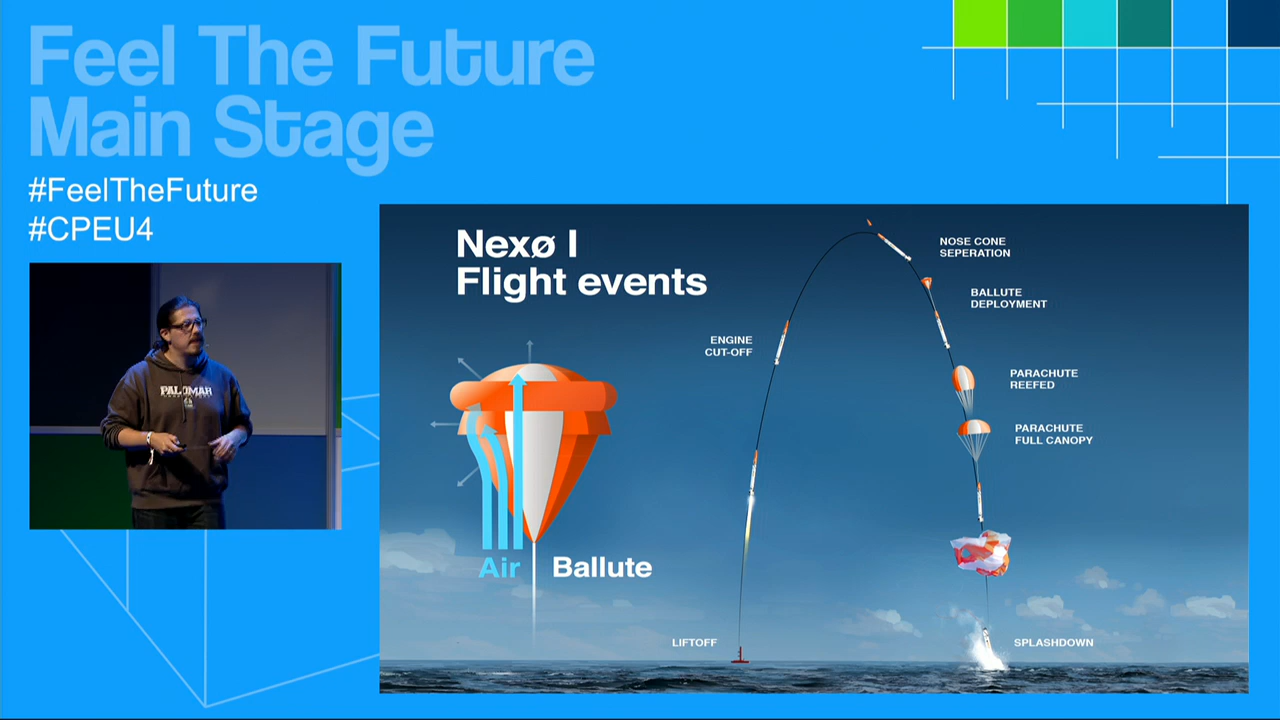 Feel The Future
Main Stage
#FeelTheFuture
#CPEU4
PALOMAR
Nexø I
Flight events
NOSE CONE
SEPERATION
BALLUTE
DEPLOYMENT
ENGINE
CUT-OFF
PARACHUTE
REEFED
PARACHUTE
FULL CANOPY
Air
Ballute
LIFTOFF
SPLASHDOWN